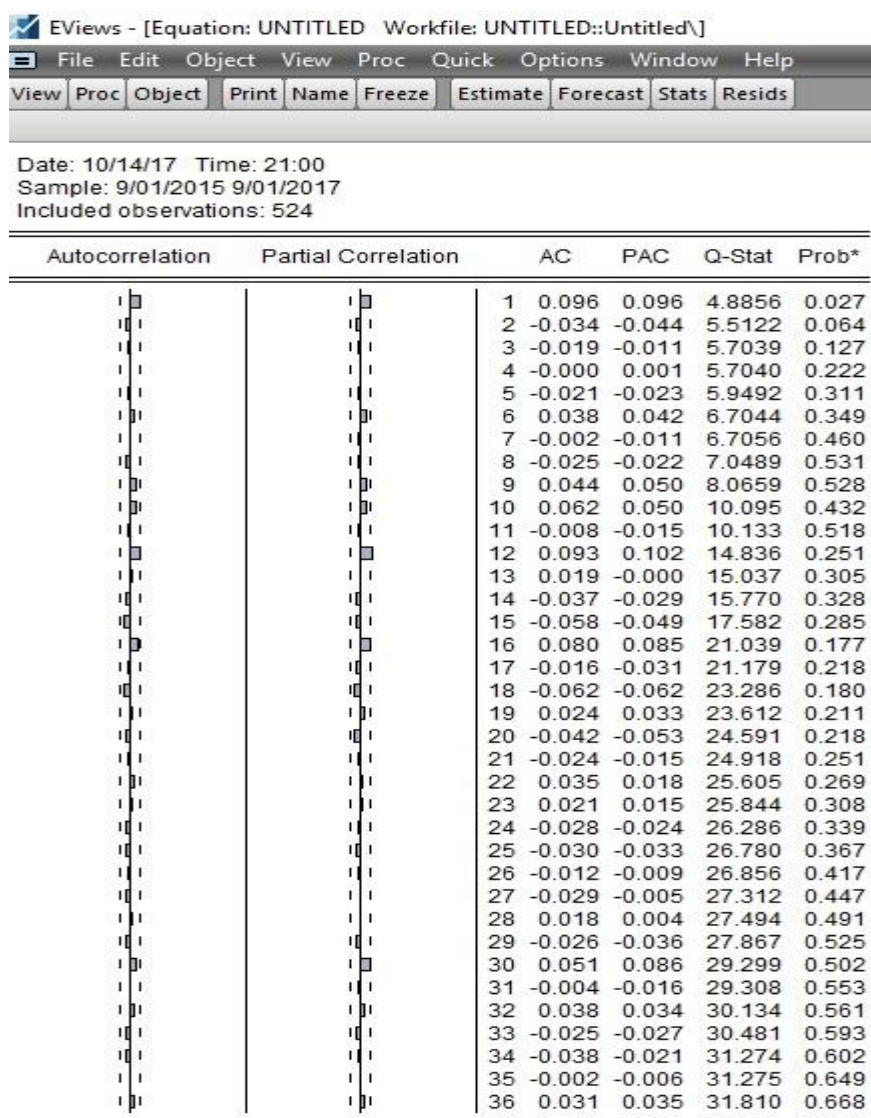 EViews - [Equation: UNTITLED Workfile: UNTITLED::Untitled\]
File Edit Object View Proc Quick Options Window Help
View Proc Object Print Name Freeze Estimate Forecast Stats Resids
Date: 10/14/17 Time: 21:00
Sample: 9/01/2015 9/01/2017
Included observations: 524
Autocorrelation Partial Correlation AC PAC Q-Stat Prob*
1 0.096 0.096 4.8856 0.027
2 -0.034 -0.044 5.5122 0.064
3 -0.019 -0.011 5.7039 0.127
4 -0.000 0.001 5.7040 0.222
5 -0.021 -0.023 5.9492 0.311
6 0.038 0.042 6.7044 0.349
7 -0.002 -0.011 6.7056 0.460
8 -0.025 -0.022 7.0489 0.531
9 0.044 0.050 8.0659 0.528
10 0.062 0.050 10.095 0.432
11 -0.008 -0.015 10.133 0.518
12 0.093 0.102 14.836 0.251
13 0.019 -0.000 15.037 0.305
14 -0.037 -0.029 15.770 0.328
15 -0.058 -0.049 17.582 0.285
16 0.080 0.085 21.039 0.177
17 -0.016 -0.031 21.179 0.218
18 -0.062 -0.062 23.286 0.180
19 0.024 0.033 23.612 0.211
20 -0.042 -0.053 24.591 0.218
21 -0.024 -0.015 24.918 0.251
22 0.035 0.018 25.605 0.269
23 0.021 0.015 25.844 0.308
24 -0.028 -0.024 26.286 0.339
25 -0.030 -0.033 26.780 0.367
26 -0.012 -0.009 26.856 0.417
27 -0.029 -0.005 27.312 0.447
28 0.018 0.004 27.494 0.491
29 -0.026 -0.036 27.867 0.525
30 0.051 0.086 29.299 0.502
31 -0.004 -0.016 29.308 0.553
32 0.038 0.034 30.134 0.561
33 -0.025 -0.027 30.481 0.593
34 -0.038 -0.021 31.274 0.602
35 -0.002 -0.006 31.275 0.649
36 0.031 0.035 31.810 0.668